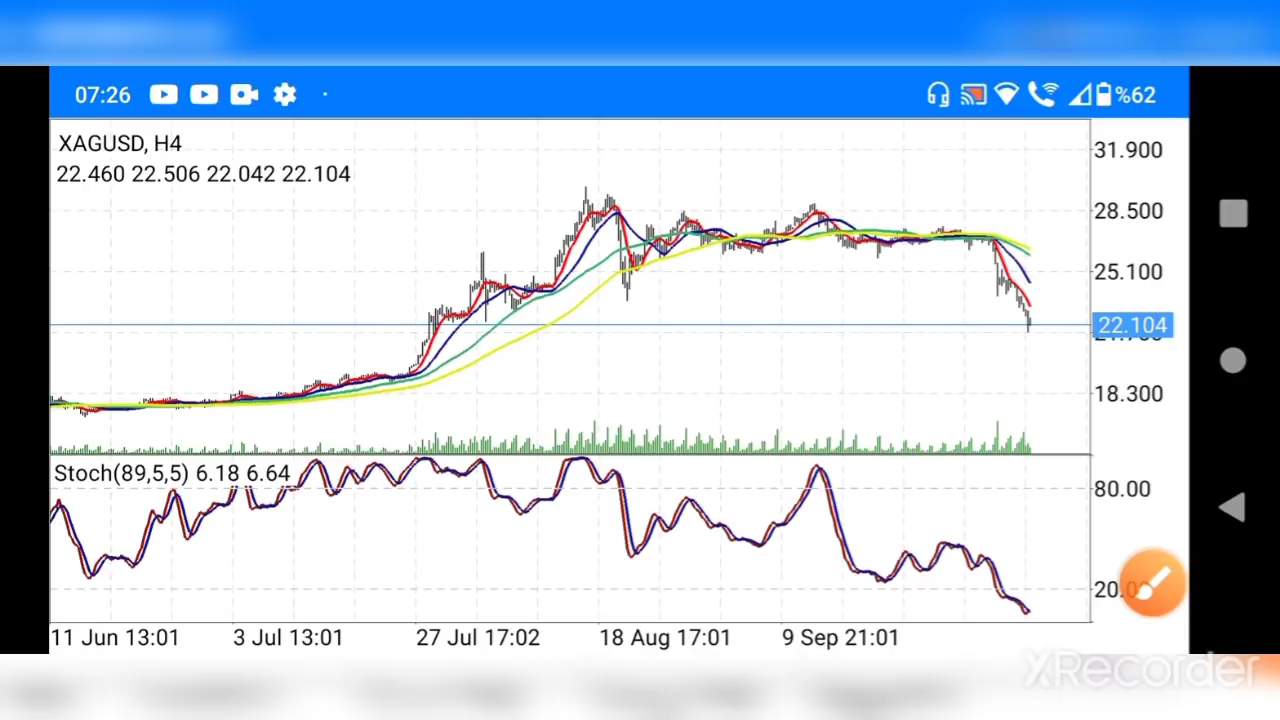 07:26 %62
XAGUSD, H4
22.460 22.506 22.042 22.104
31.900
28.500
25.100
22.104
18.300
Stoch(89,5,5) 6.18 6.64
80.00
11 Jun 13:01 3 Jul 13:01 27 Jul 17:02 18 Aug 17:01 9 Sep 21:01
XRecorder